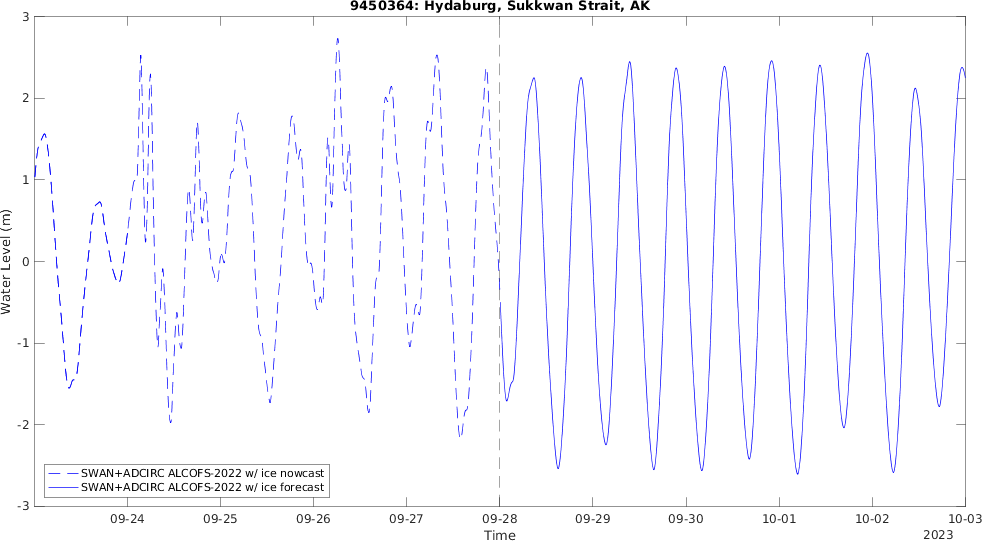 9450364: Hydaburg, Sukkwan Strait, AK
3
2
1
0
-1
-2
-3
Water Level (m)
SWAN+ADCIRC ALCOFS-2022 w/ ice nowcast
SWAN+ADCIRC ALCOFS-2022 w/ ice forecast
09-24 09-25 09-26 09-27 09-28 09-29 09-30 10-01 10-02 10-03
Time
2023